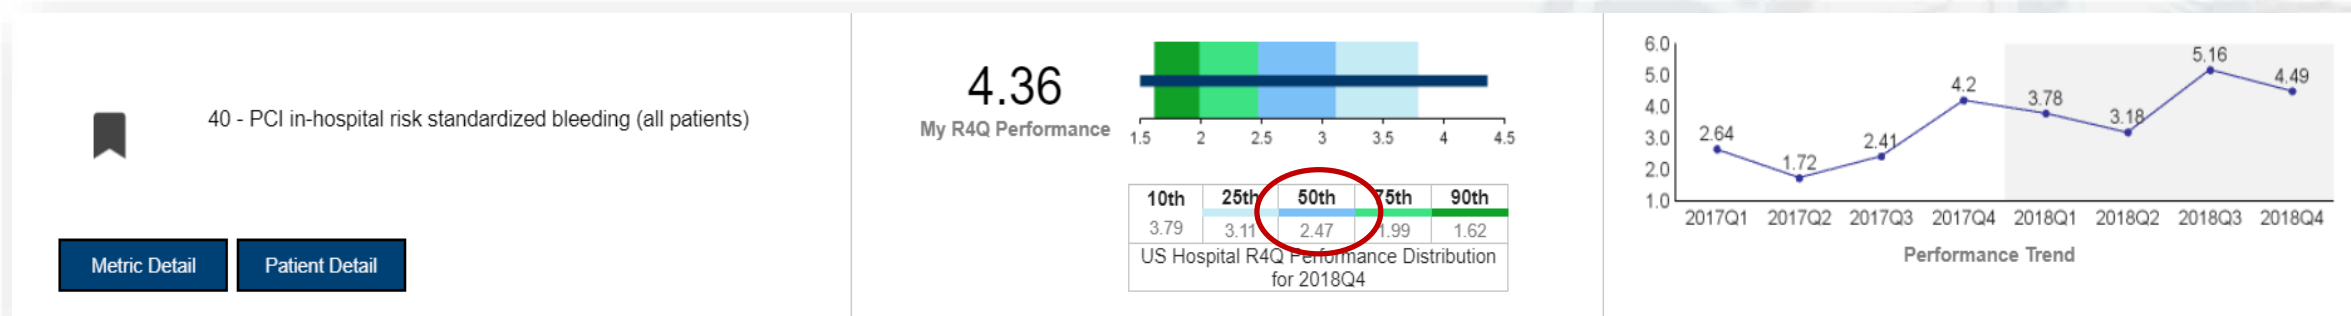 40 - PCI in-hospital risk standardized bleeding (all patients)
Metric Detail
Patient Detail
4.36
My R4Q Performance
1.5 2 2.5 3 3.5 4 4.5
10th 25th 50th 75th 90th
3.79 3.11 2.47 1.99 1.62
US Hospital R4Q Performance Distribution
for 2018Q4
6.0
5.0
4.0
3.0
2.0
1.0
2.64 1.72 2.41 4.2 3.78 3.18 5.16 4.49
2017Q1 2017Q2 2017Q3 2017Q4 2018Q1 2018Q2 2018Q3 2018Q4
Performance Trend